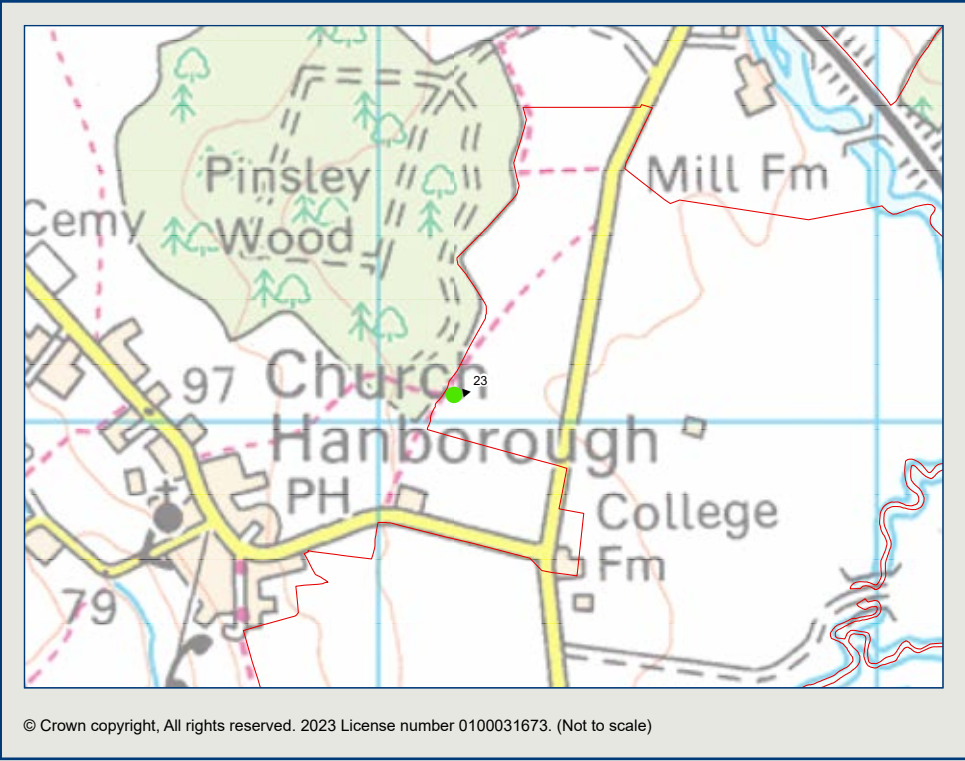 Pinsley
Wood
Mill Fm
Cemy
23
97
Church
Hanborough
PH
College
Fm
79
© Crown copyright, All rights reserved. 2023 License number 0100031673. (Not to scale)